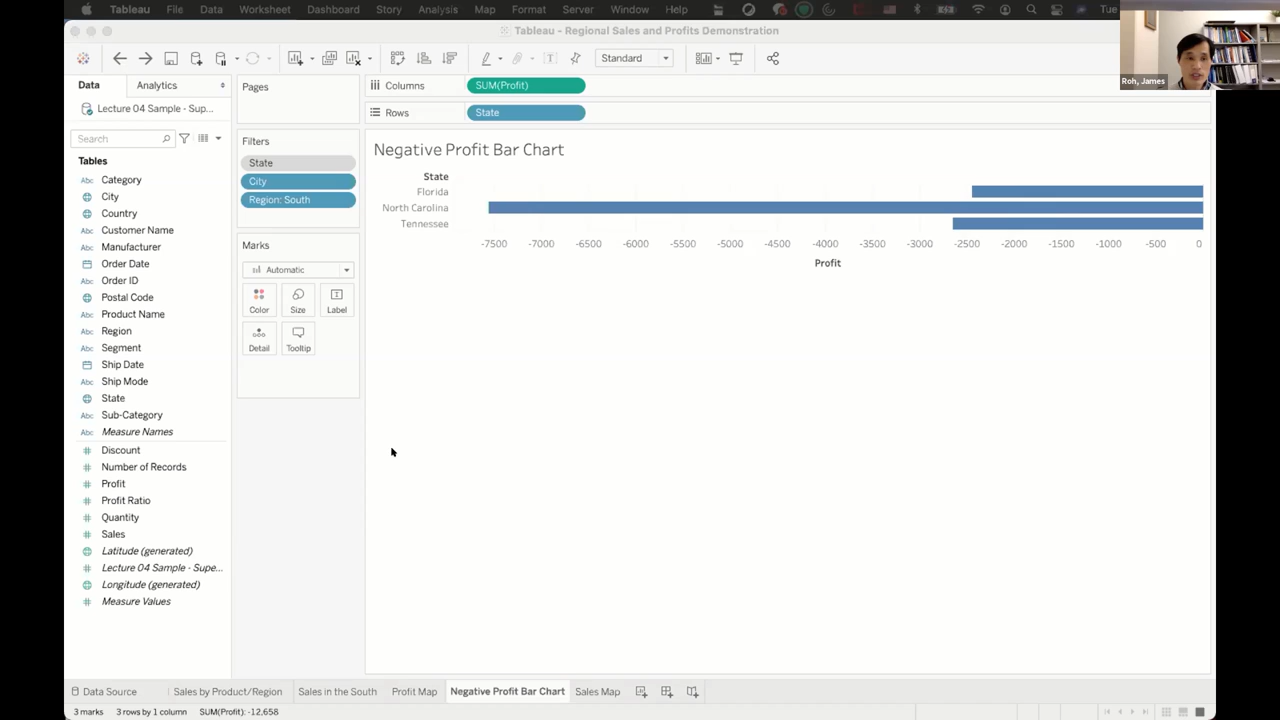 Tableau File Data Worksheet Dashboard Story Analysis Map Format Server Window Help Tue
Tableau - Regional Sales and Profits Demonstration
Roh, James
Standard
Data Analytics
Pages
Columns SUM(Profit)
Lecture 04 Sample - Sup...
Rows State
Search
Filters
Negative Profit Bar Chart
Tables
State
State
Category
City
Florida
City
Region: South
North Carolina
Country
Tennessee
Customer Name
Manufacturer
Marks
-7500 -7000 -6500 -6000 -5500 -5000 -4500 -4000 -3500 -3000 -2500 -2000 -1500 -1000 -500 0
Order Date
Automatic
Profit
Order ID
Postal Code
Color Size Label
Product Name
Region
Detail Tooltip
Segment
Ship Date
Ship Mode
State
Abc Sub-Category
Abc Measure Names
Discount
Number of Records
Profit
Profit Ratio
Quantity
Sales
Latitude (generated)
Lecture 04 Sample - Supe...
Longitude (generated)
Measure Values
Data Source Sales by Product/Region Sales in the South Profit Map Negative Profit Bar Chart Sales Map
3 marks 3 rows by 1 column SUM(Profit): -12,658